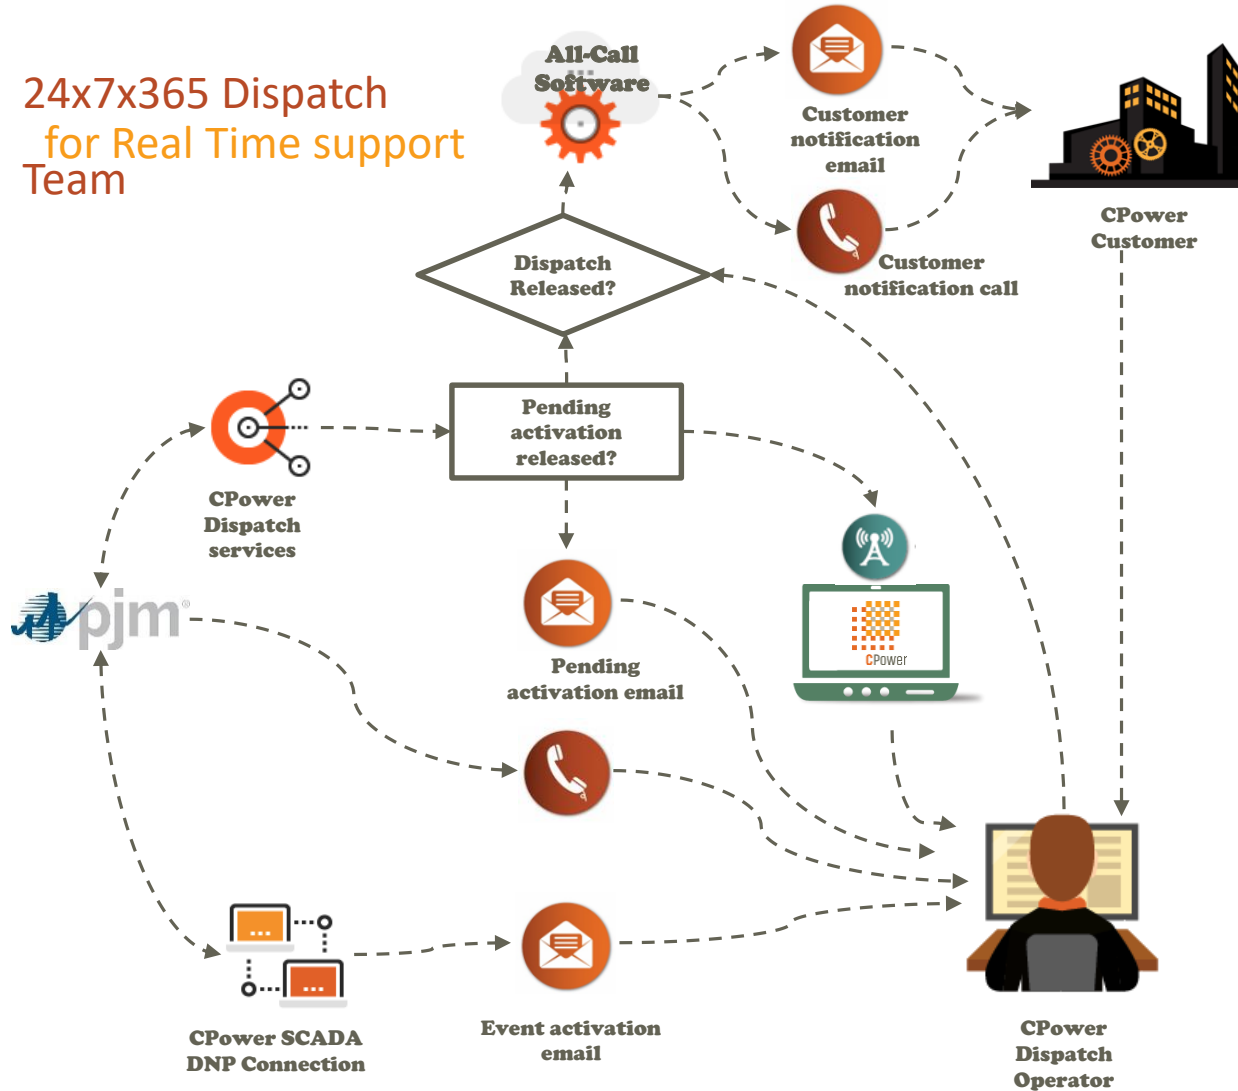 24x7x365 Dispatch
for Real Time support
Team
All-Call
Software
Customer
notification
email
CPower
Customer
Customer
notification call
Dispatch
Released?
Pending
activation
released?
CPower
Dispatch
services
pjm®
CPower
Pending
activation email
CPower SCADA
DNP Connection
Event activation
email
CPower
Dispatch
Operator